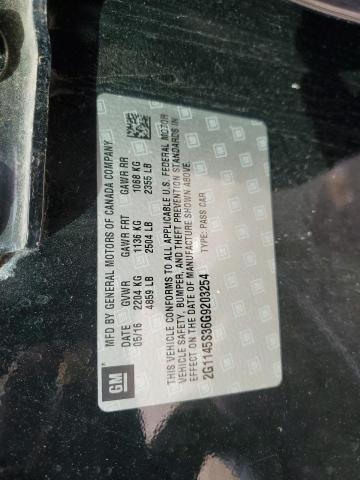 GM
MFD BY GENERAL MOTORS OF CANADA COMPANY
DATE GVWR GAWR FRT GAWR RR
05/16 2204 KG 1136 KG 1068 KG
4859 LB 2504 LB 2355 LB
THIS VEHICLE CONFORMS TO ALL APPLICABLE U.S. FEDERAL MOTOR
VEHICLE SAFETY, BUMPER, AND THEFT PREVENTION STANDARDS IN
EFFECT ON THE DATE OF MANUFACTURE SHOWN ABOVE.
2G1145S36G9203254 TYPE: PASS CAR